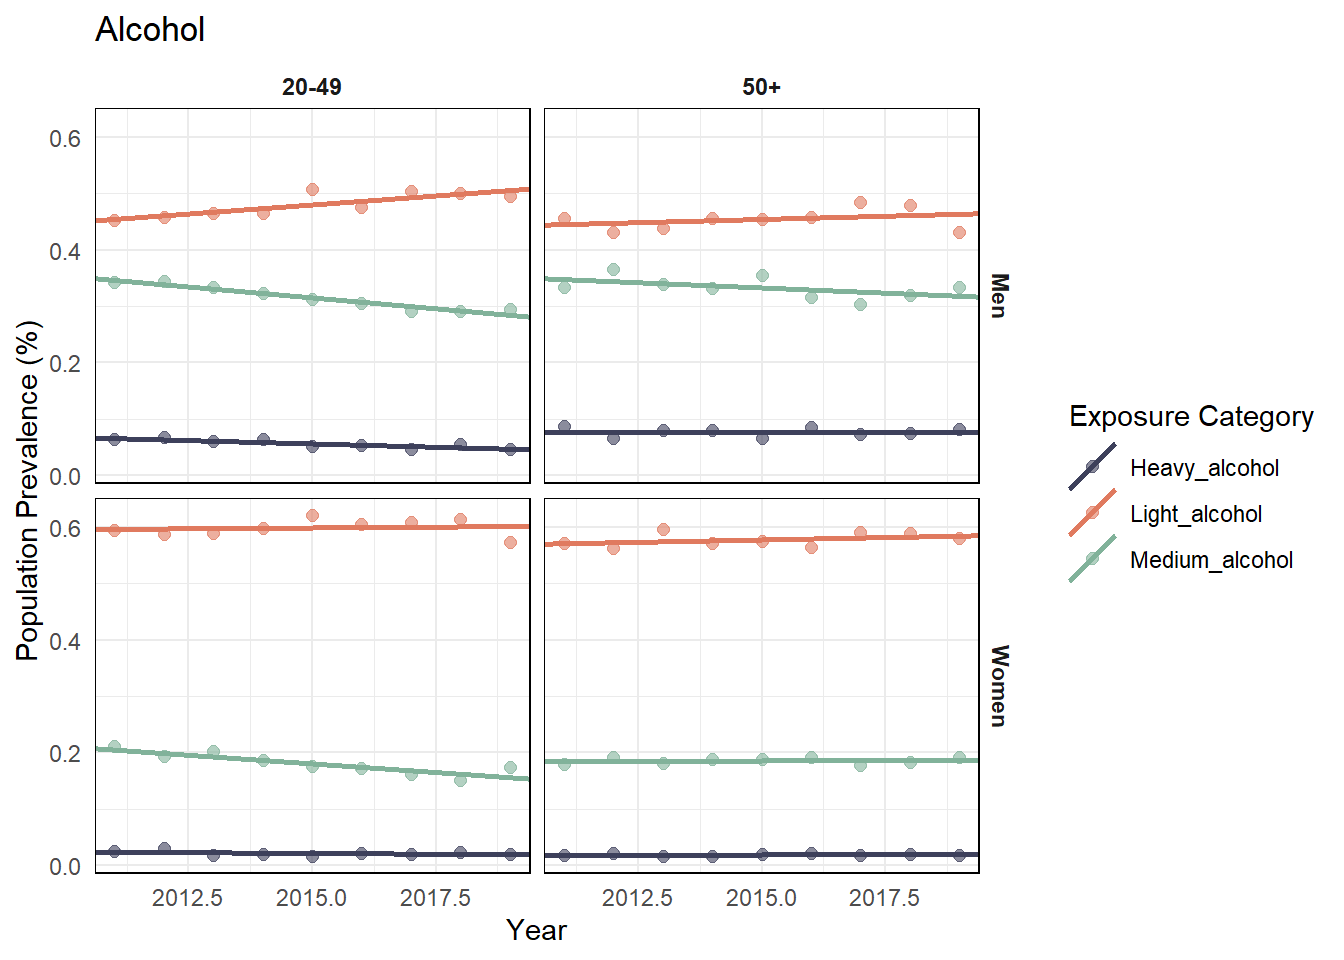 Alcohol
20-49
50+
0.6
0.4
0.2
0.0
Men
0.6
0.4
0.2
0.0
Women
Population Prevalence (%)
2012.5
2015.0
2017.5
2012.5
2015.0
2017.5
Year
Exposure Category
Heavy_alcohol
Light_alcohol
Medium_alcohol